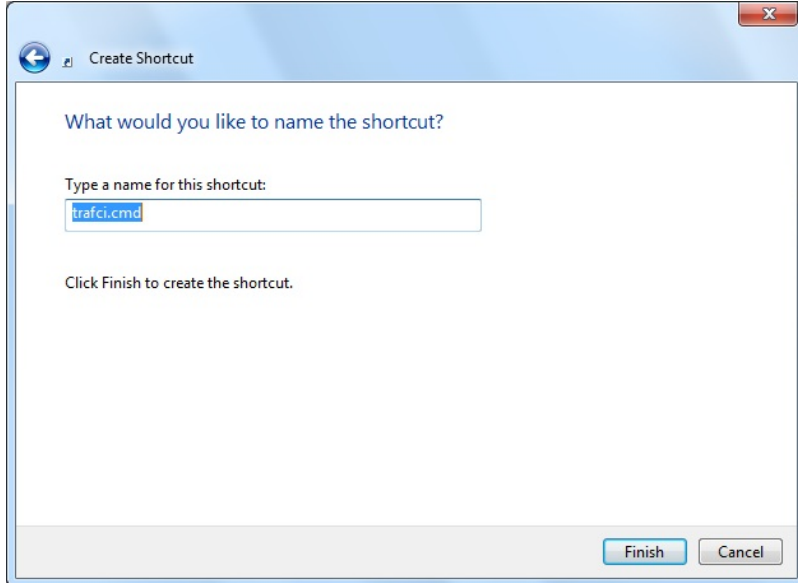 Create Shortcut
What would you like to name the shortcut?
Type a name for this shortcut:
trafci.cmd
Click Finish to create the shortcut.
Finish
Cancel